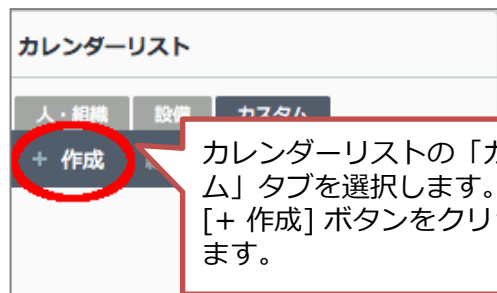 カレンダーリスト
人・組織 設備 カスタム
+ 作成
カレンダーリストの「カ
ム」タブを選択します。
[+ 作成] ボタンをクリ
ます。